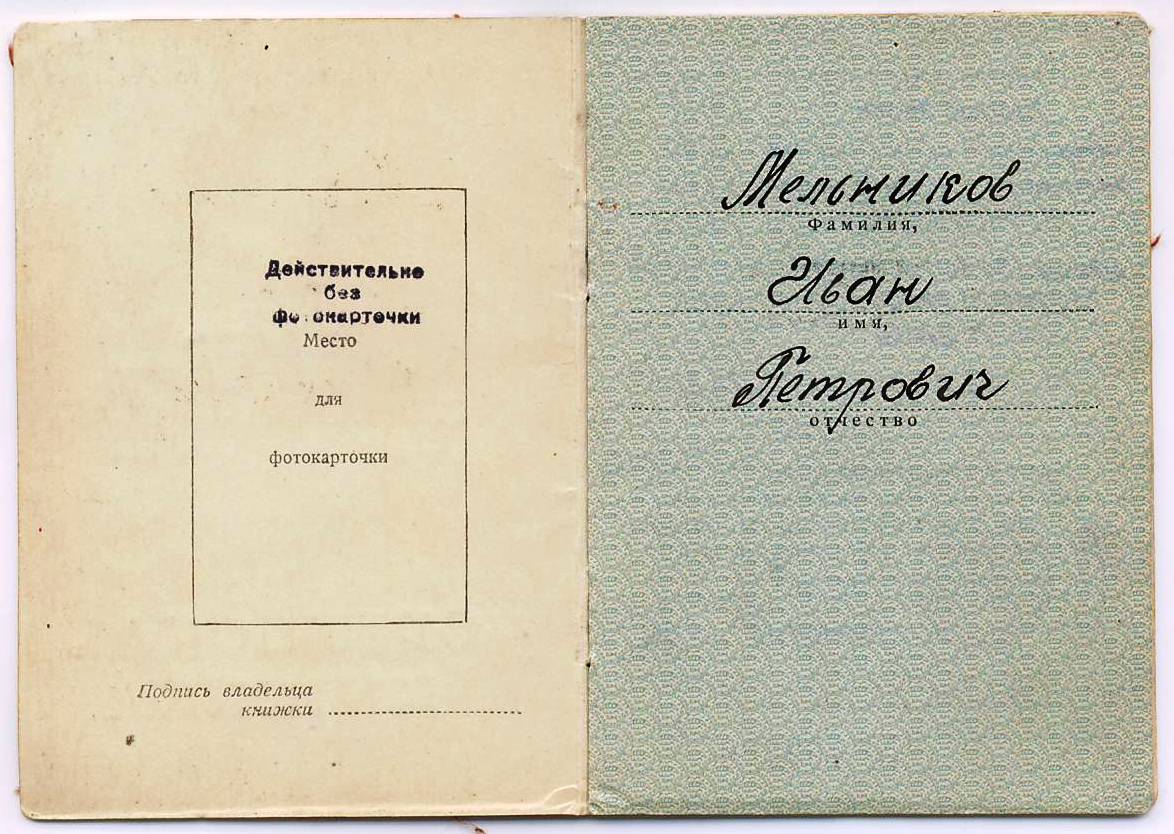 Действительно
без
фотокарточки
Место
для
фотокарточки
Подпись владельца
книжки
Мельников
Фамилия,
Иван
имя,
Петрович
отчество